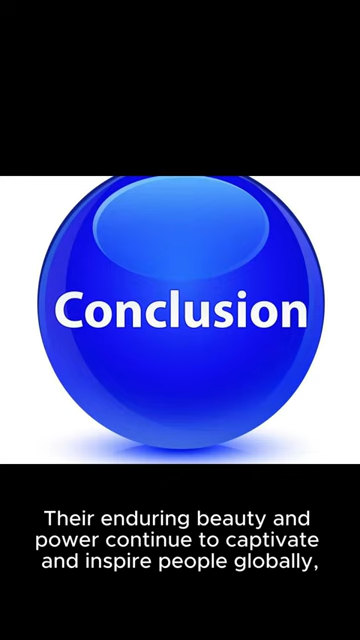 Conclusion
Their enduring beauty and
power continue to captivate
and inspire people globally,